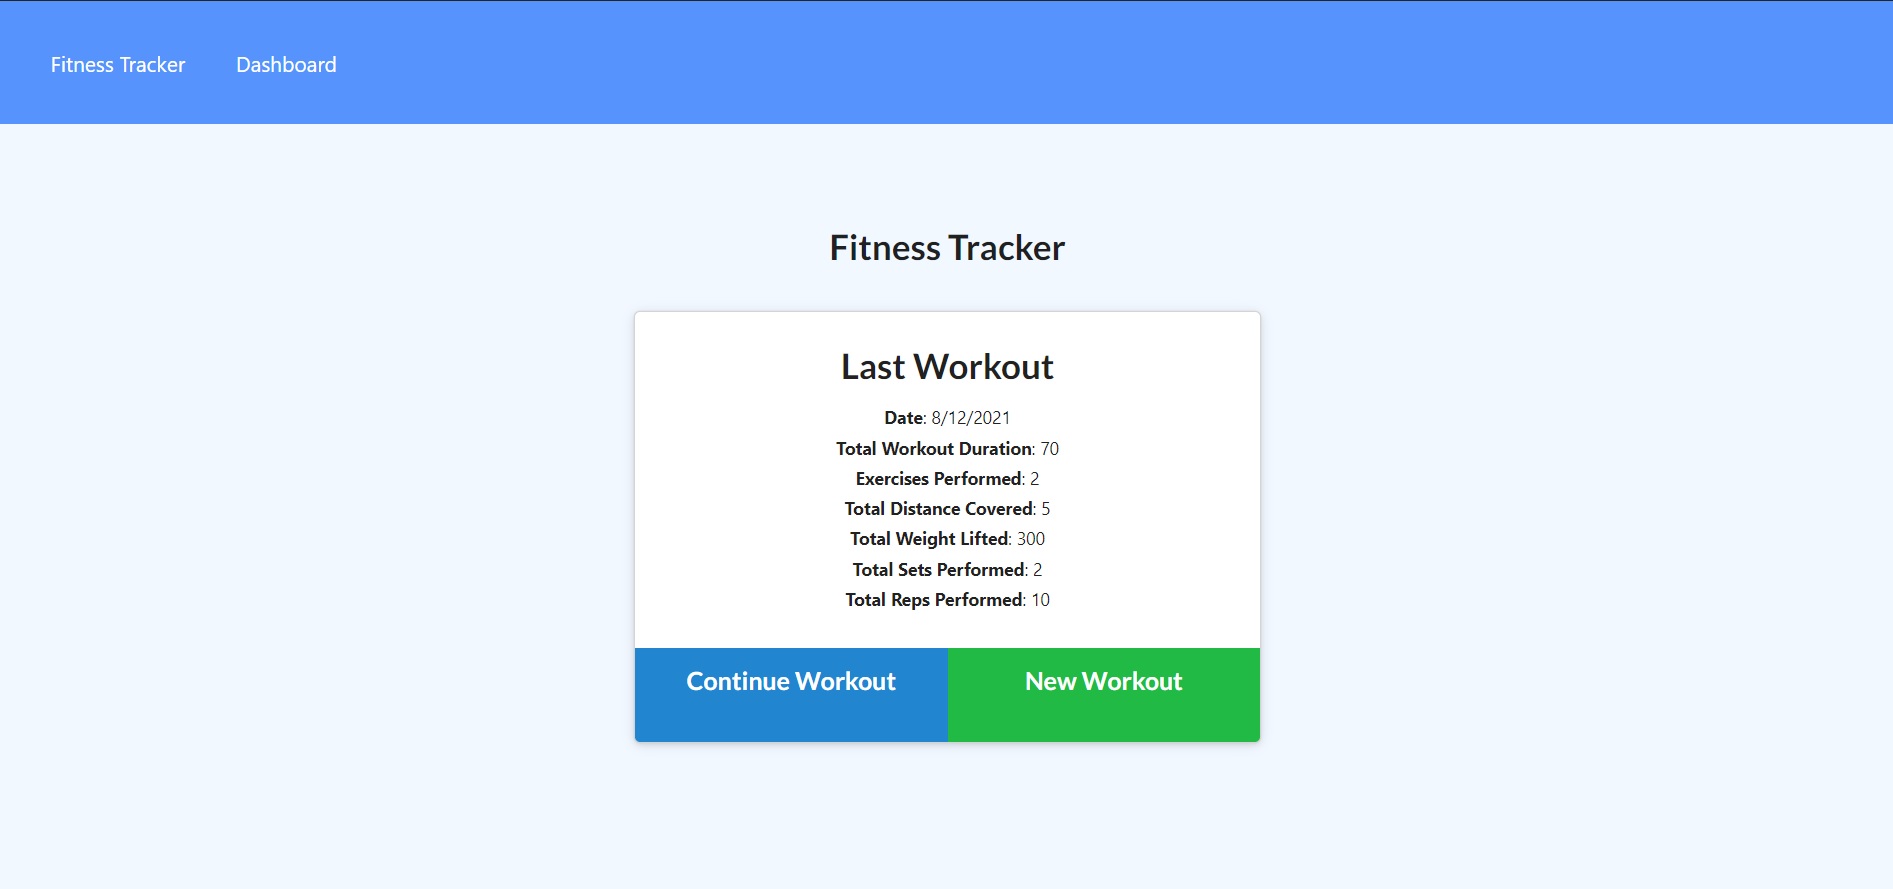 Fitness Tracker Dashboard
Fitness Tracker
Last Workout
Date: 8/12/2021
Total Workout Duration: 70
Exercises Performed: 2
Total Distance Covered: 5
Total Weight Lifted: 300
Total Sets Performed: 2
Total Reps Performed: 10
Continue Workout New Workout